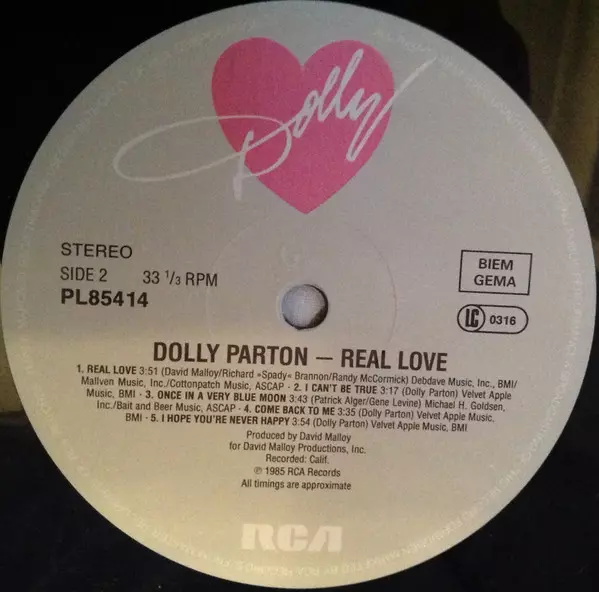 Dolly
STEREO
SIDE 2 33 1/3 RPM
PL85414
BIEM
GEMA
LC 0316
DOLLY PARTON – REAL LOVE
1. REAL LOVE 3:51 (David Malloy/Richard »Spady« Brannon/Randy McCormick) Debdave Music, Inc., BMI/
Mallven Music, Inc./Cottonpatch Music, ASCAP · 2. I CAN'T BE TRUE 3:17 (Dolly Parton) Velvet Apple
Music, BMI · 3. ONCE IN A VERY BLUE MOON 3:43 (Patrick Alger/Gene Levine) Michael H. Goldsen,
Inc./Bait and Beer Music, ASCAP · 4. COME BACK TO ME 3:35 (Dolly Parton) Velvet Apple Music,
BMI · 5. I HOPE YOU'RE NEVER HAPPY 3:54 (Dolly Parton) Velvet Apple Music, BMI
Produced by David Malloy
for David Malloy Productions, Inc.
Recorded: Calif.
℗ 1985 RCA Records
All timings are approximate
RCA